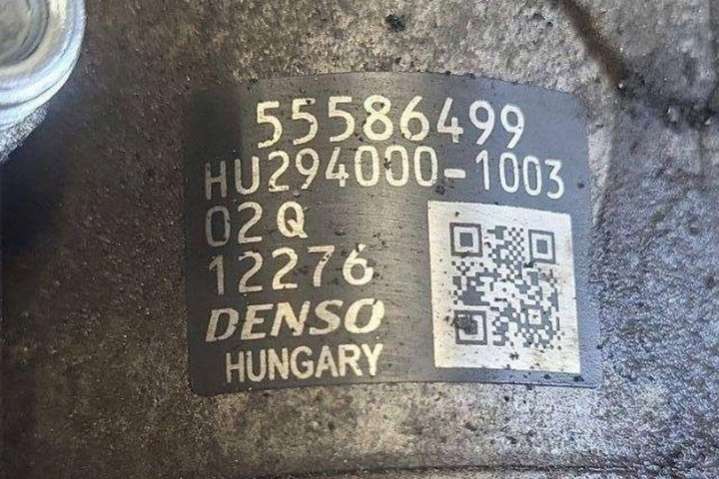 55586499
HU294000-1003
02Q
12276
DENSO
HUNGARY